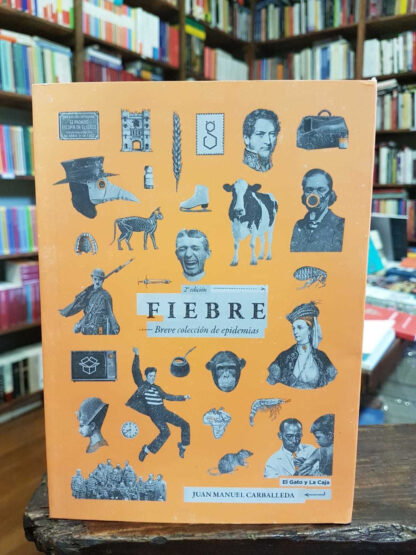 2ª edición
FIEBRE
Breve colección de epidemias
El Gato y La Caja
JUAN MANUEL CARBALLEDA